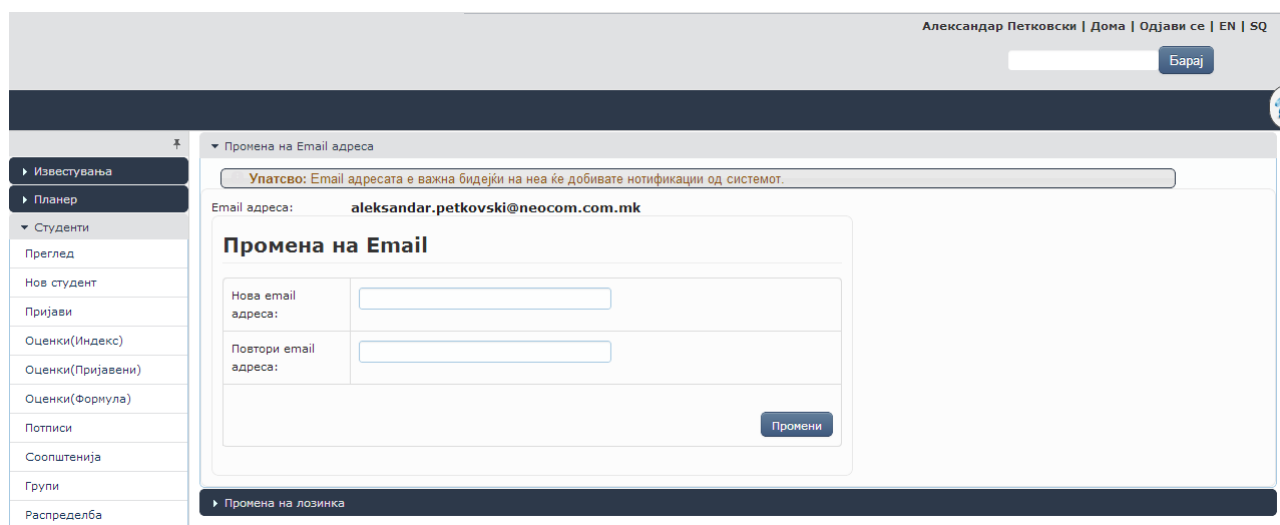 Александар Петковски | Дома | Одјави се | EN | SQ
Барај
Промена на Email адреса
Известувања
Упатсво: Email адресата е важна бидејќи на неа ќе добивате нотификации од системот.
Планер
Email адреса: aleksandar.petkovski@neocom.com.mk
Студенти
Преглед
Нов студент
Пријави
Оценки(Индекс)
Оценки(Пријавени)
Оценки(Формула)
Потписи
Соопштенија
Групи
Распределба
Промена на Email
Нова email
адреса:
Повтори email
адреса:
Промени
Промена на лозинка